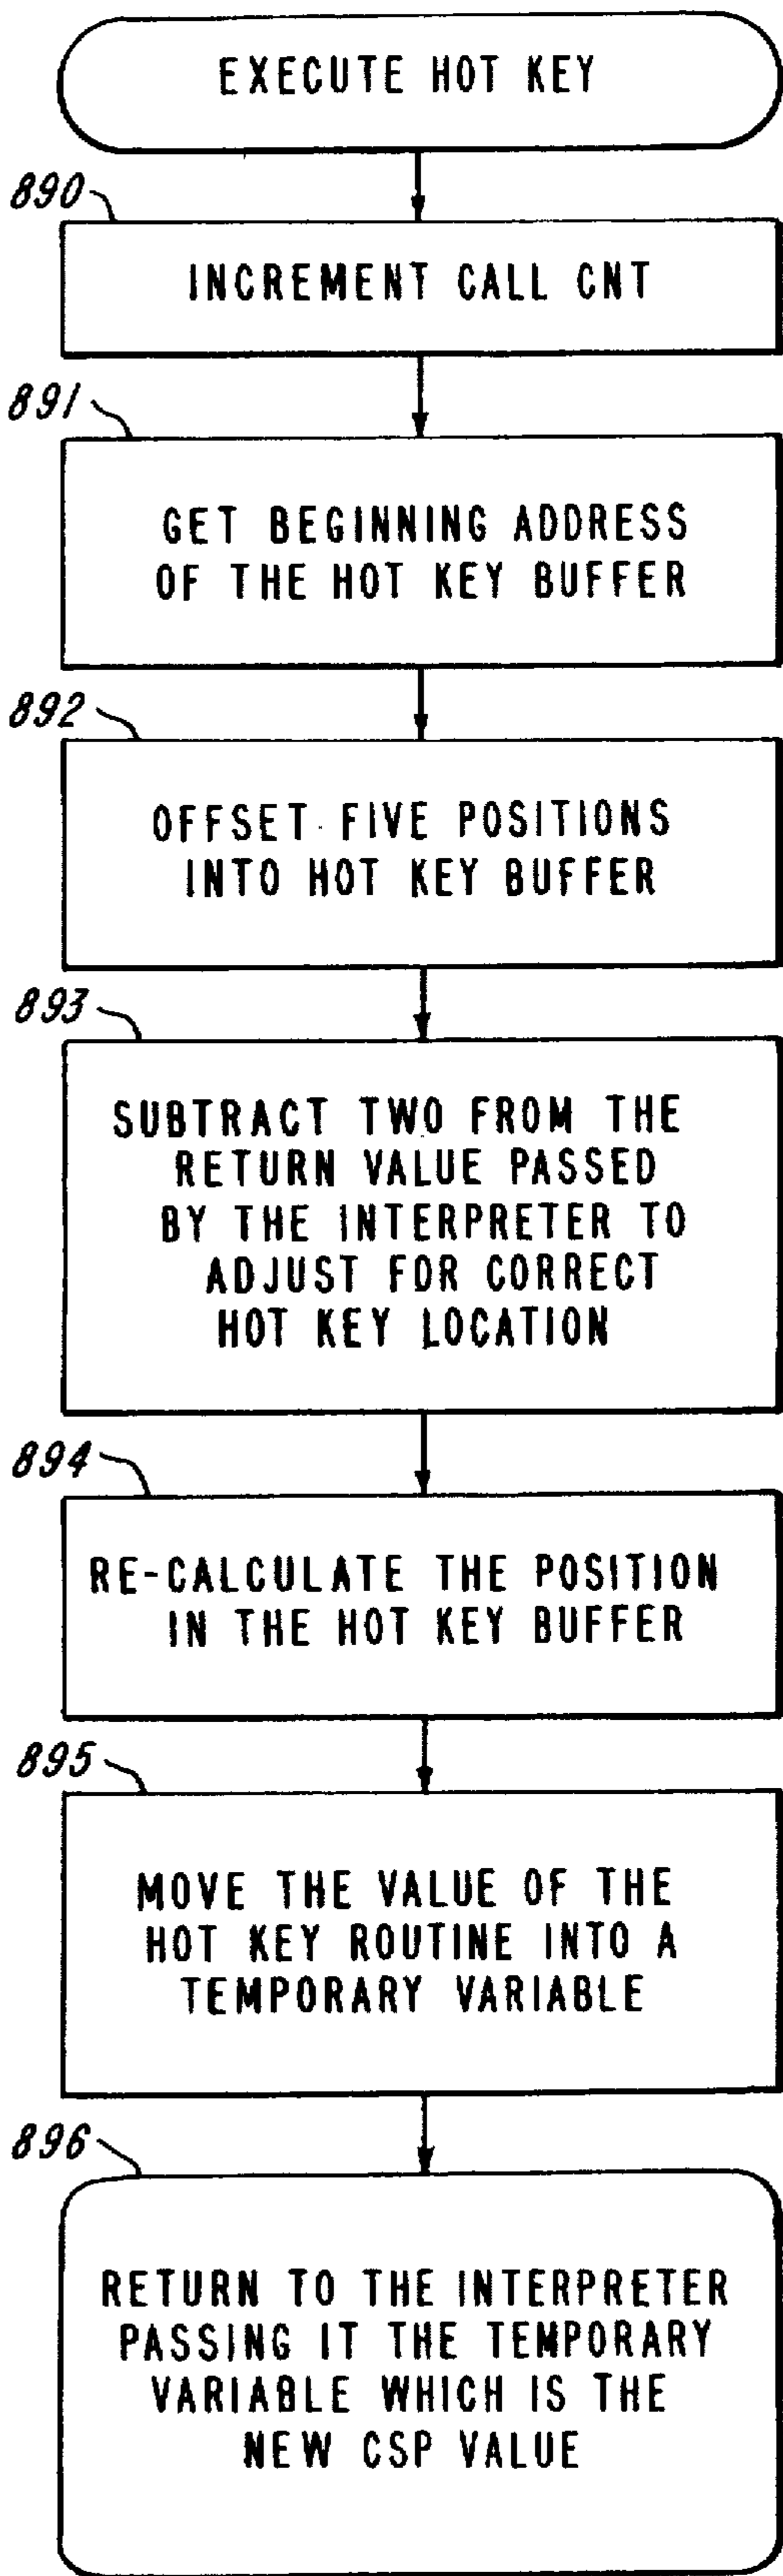 EXECUTE HOT KEY
890
INCREMENT CALL CNT
891
GET BEGINNING ADDRESS
OF THE HOT KEY BUFFER
892
OFFSET FIVE POSITIONS
INTO HOT KEY BUFFER
893
SUBTRACT TWO FROM THE
RETURN VALUE PASSED
BY THE INTERPRETER TO
ADJUST FOR CORRECT
HOT KEY LOCATION
894
RE-CALCULATE THE POSITION
IN THE HOT KEY BUFFER
895
MOVE THE VALUE OF THE
HOT KEY ROUTINE INTO A
TEMPORARY VARIABLE
896
RETURN TO THE INTERPRETER
PASSING IT THE TEMPORARY
VARIABLE WHICH IS THE
NEW CSP VALUE